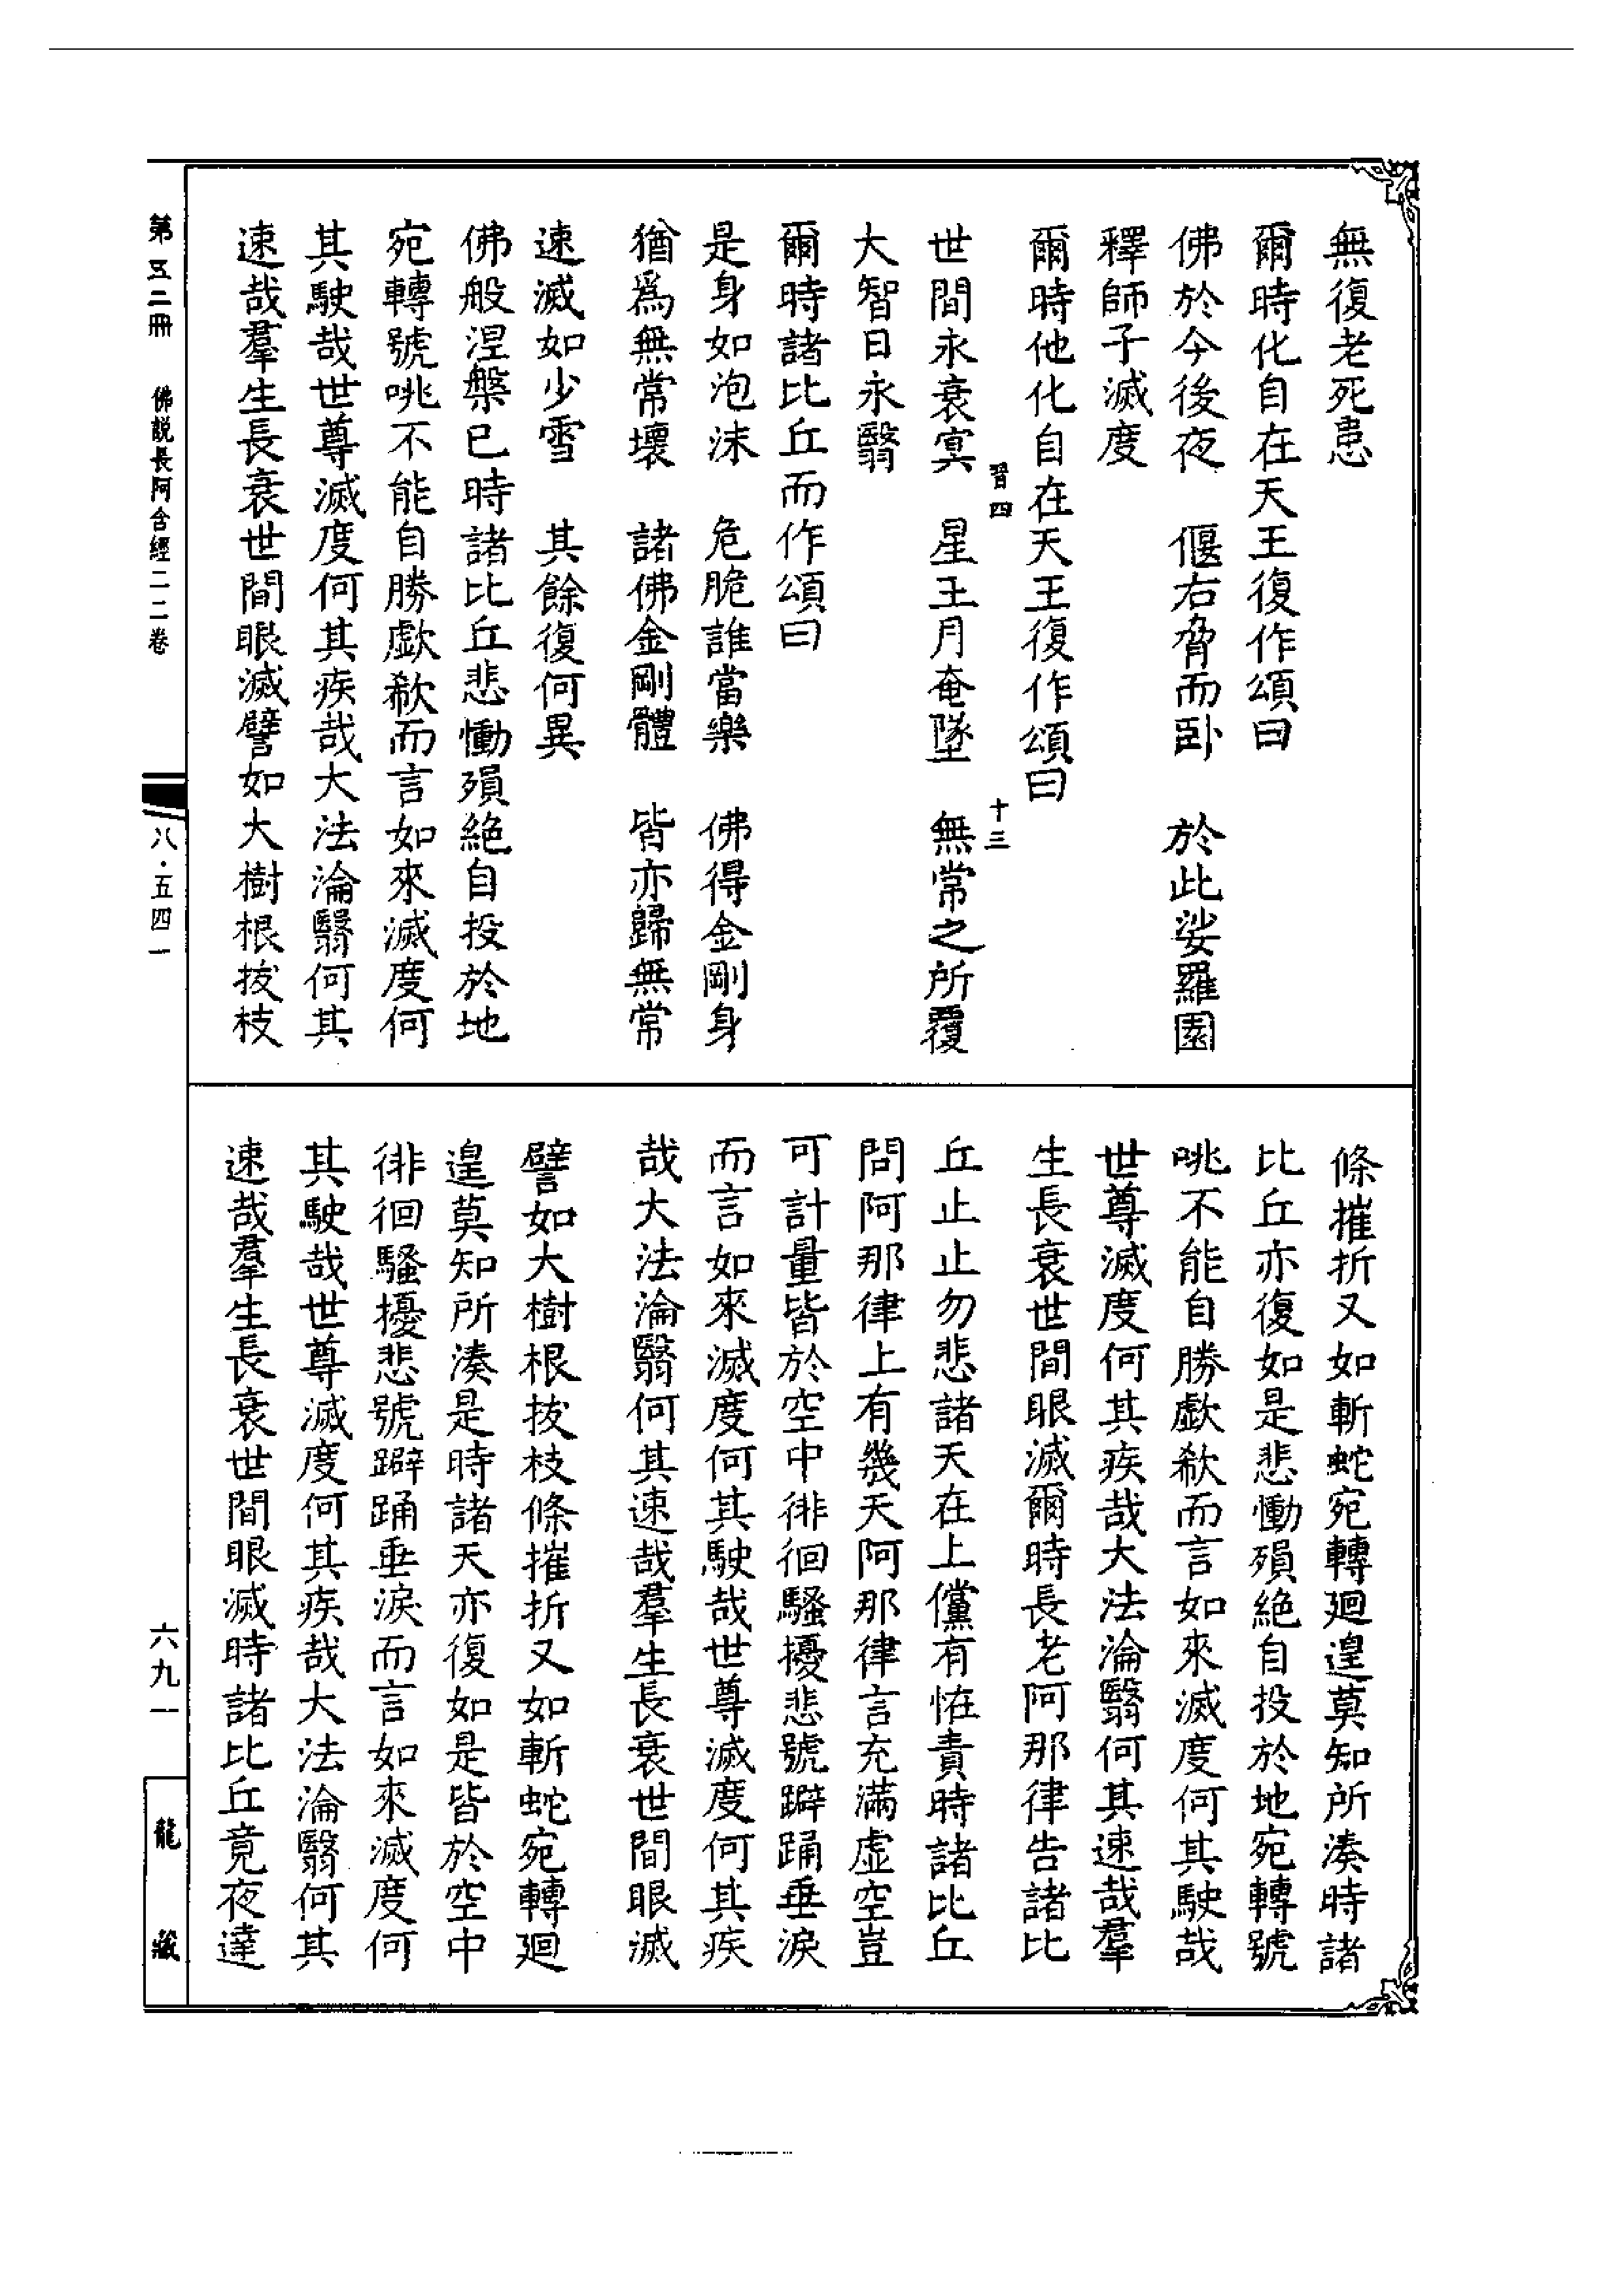 無復老死患
爾時化自在天王復作頌曰
佛於今後夜　偃右脅而臥　於此娑羅園
釋師子滅度
爾時他化自在天王復作頌曰
習四　十三
世間永衰冥　星王月奄墜　無常之所覆
大智日永翳
爾時諸比丘而作頌曰
是身如泡沫　危脆誰當樂　佛得金剛身
猶為無常壞　諸佛金剛體　皆亦歸無常
速滅如少雪　其餘復何異
佛般涅槃已時諸比丘悲慟殞絕自投於地
宛轉號咷不能自勝歔欷而言如來滅度何
其駛哉世尊滅度何其疾哉大法淪翳何其
速哉羣生長衰世間眼滅譬如大樹根拔枝
條摧折又如斬蛇宛轉迴遑莫知所湊時諸
比丘亦復如是悲慟殞絕自投於地宛轉號
咷不能自勝歔欷而言如來滅度何其駛哉
世尊滅度何其疾哉大法淪翳何其速哉羣
生長衰世間眼滅爾時長老阿那律告諸比
丘止止勿悲諸天在上儻有恠責時諸比丘
問阿那律上有幾天阿那律言充滿虛空豈
可計量皆於空中徘徊騷擾悲號躃踊垂淚
而言如來滅度何其駛哉世尊滅度何其疾
哉大法淪翳何其速哉羣生長衰世間眼滅
譬如大樹根拔枝條摧折又如斬蛇宛轉迴
遑莫知所湊是時諸天亦復如是皆於空中
徘徊騷擾悲號躃踊垂淚而言如來滅度何
其駛哉世尊滅度何其疾哉大法淪翳何其
速哉羣生長衰世間眼滅時諸比丘竟夜達
第五二冊　佛說長阿含經二二卷
八·五四一
六九一
龍藏